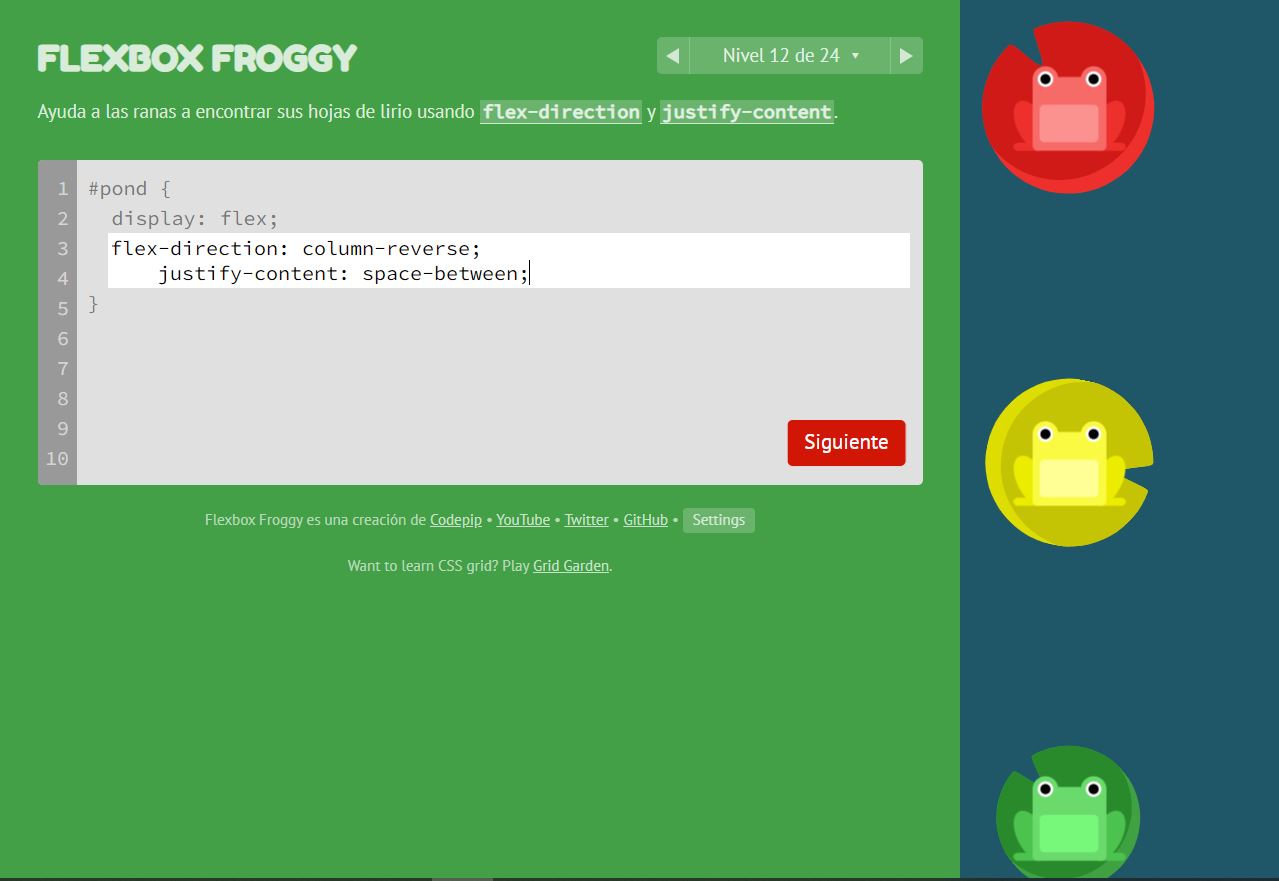 FLEXBOX FROGGY
◀ Nivel 12 de 24 ▾ ▶
Ayuda a las ranas a encontrar sus hojas de lirio usando flex-direction y justify-content.
1 #pond {
2 display: flex;
3 flex-direction: column-reverse;
4 justify-content: space-between;
5 }
6
7
8
9
10
Siguiente
Flexbox Froggy es una creación de Codepip • YouTube • Twitter • GitHub • Settings
Want to learn CSS grid? Play Grid Garden.